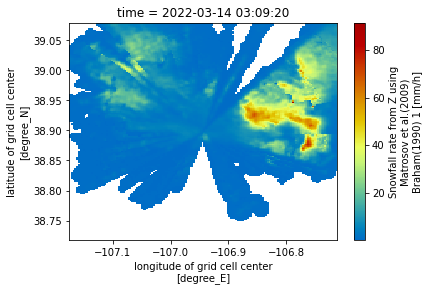 time = 2022-03-14 03:09:20
39.05
39.00
38.95
38.90
38.85
38.80
38.75
latitude of grid cell center
[degree_N]
−107.1
−107.0
−106.9
−106.8
longitude of grid cell center
[degree_E]
80
60
40
20
Snowfall rate from Z using
Matrosov et al.(2009)
Braham(1990) 1 [mm/h]